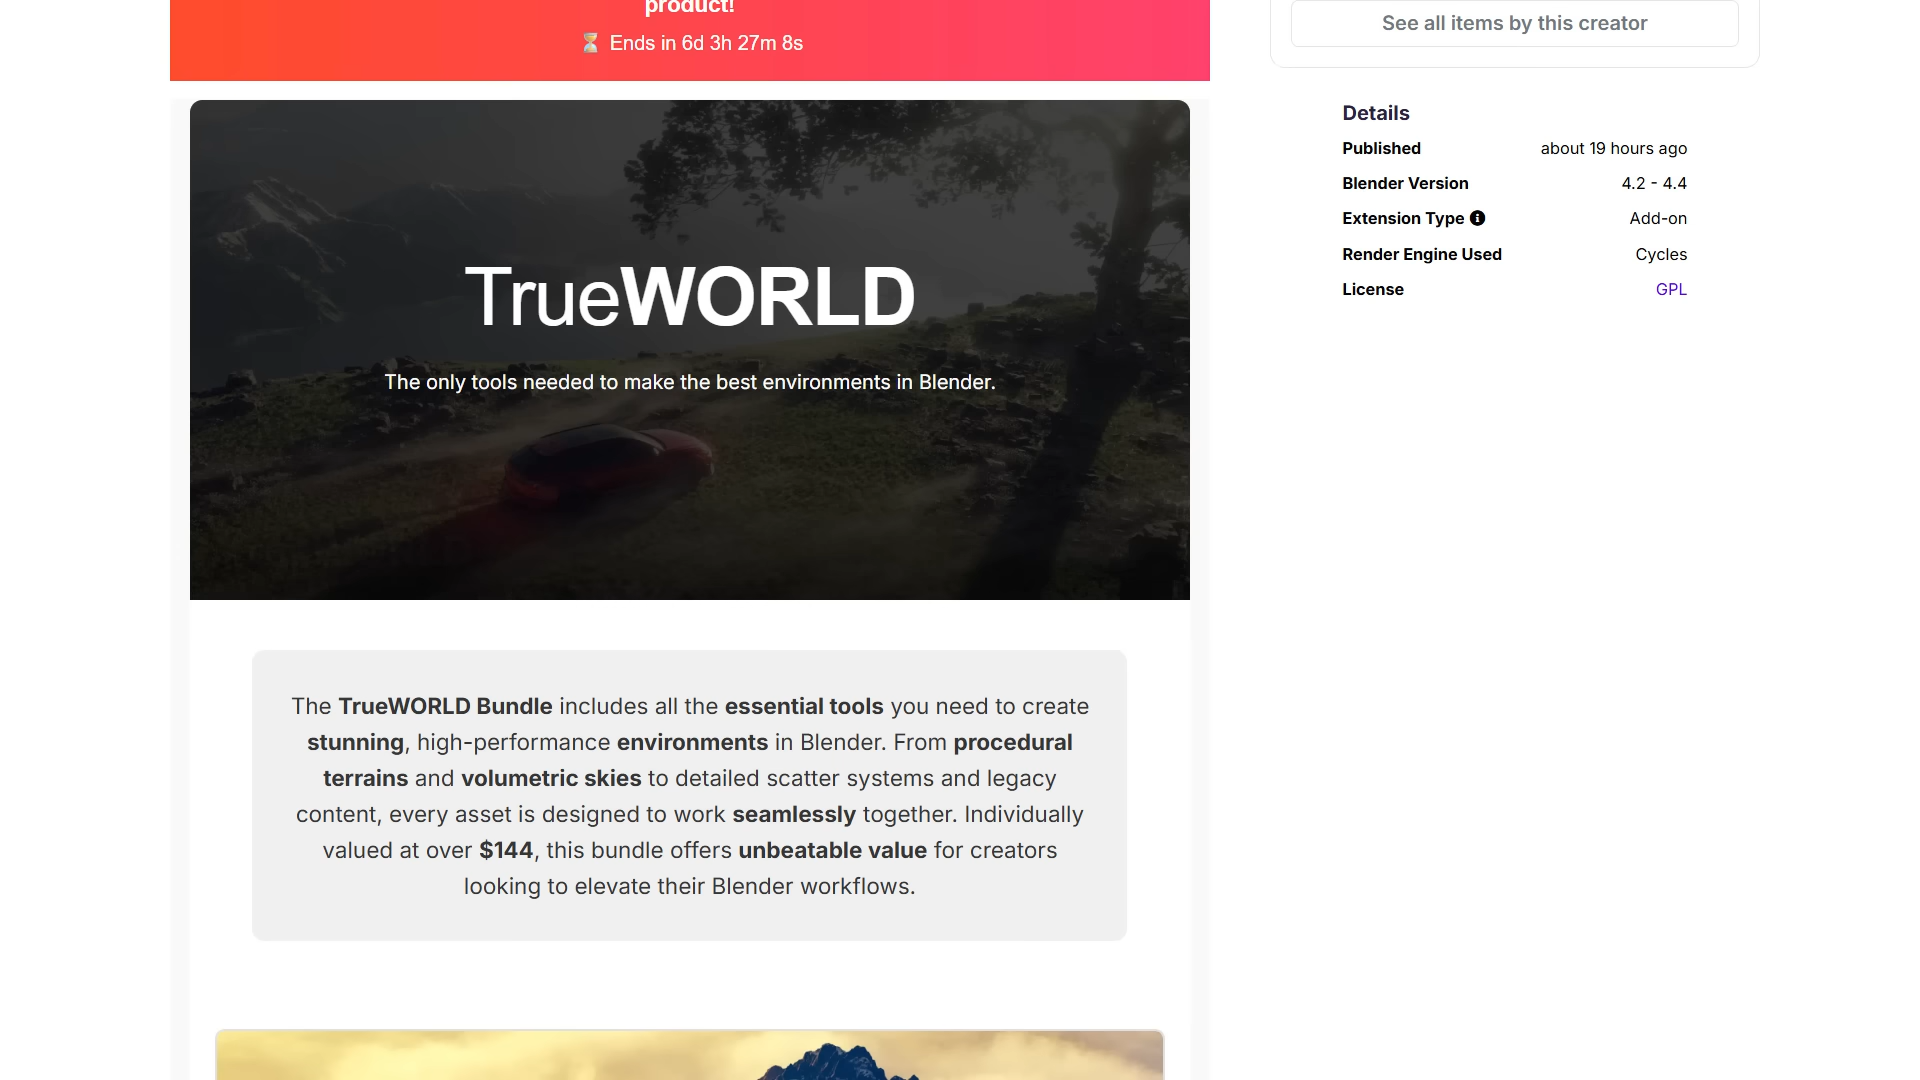 product!
⏳ Ends in 6d 3h 27m 8s
See all items by this creator
Details
Published about 19 hours ago
Blender Version 4.2 - 4.4
Extension Type Add-on
Render Engine Used Cycles
License GPL
TrueWORLD
The only tools needed to make the best environments in Blender.
The TrueWORLD Bundle includes all the essential tools you need to create
stunning, high-performance environments in Blender. From procedural
terrains and volumetric skies to detailed scatter systems and legacy
content, every asset is designed to work seamlessly together. Individually
valued at over $144, this bundle offers unbeatable value for creators
looking to elevate their Blender workflows.